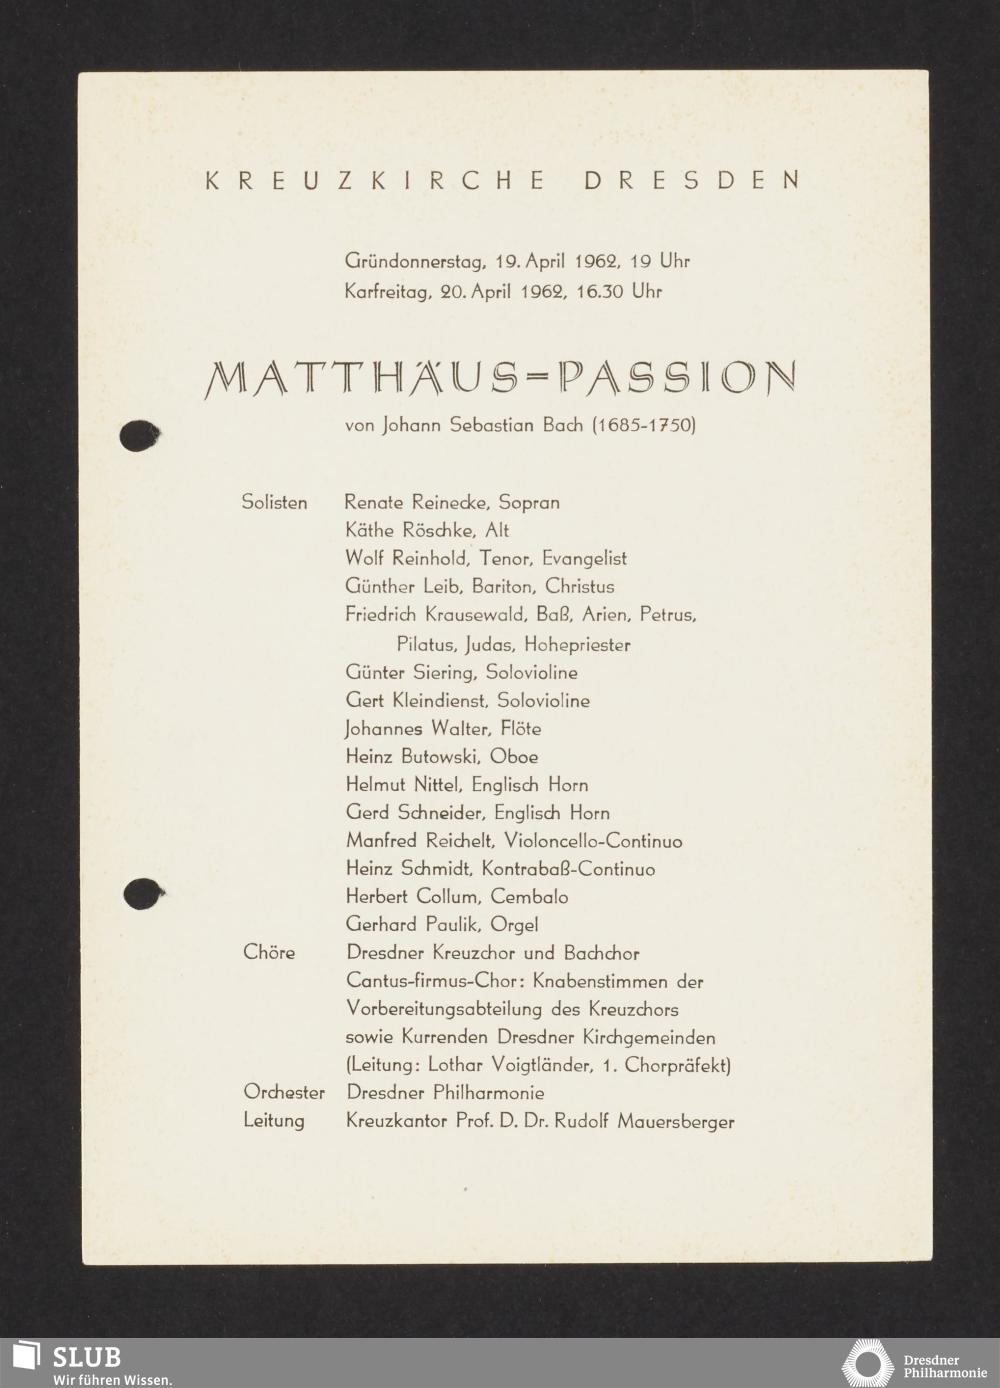 KREUZKIRCHE DRESDEN
Gründonnerstag, 19. April 1962, 19 Uhr
Karfreitag, 20. April 1962, 16.30 Uhr
MATTHÄUS=PASSION
von Johann Sebastian Bach (1685-1750)
Solisten Renate Reinecke, Sopran
Käthe Röschke, Alt
Wolf Reinhold, Tenor, Evangelist
Günther Leib, Bariton, Christus
Friedrich Krausewald, Baß, Arien, Petrus,
Pilatus, Judas, Hohepriester
Günter Siering, Solovioline
Gert Kleindienst, Solovioline
Johannes Walter, Flöte
Heinz Butowski, Oboe
Helmut Nittel, Englisch Horn
Gerd Schneider, Englisch Horn
Manfred Reichelt, Violoncello-Continuo
Heinz Schmidt, Kontrabaß-Continuo
Herbert Collum, Cembalo
Gerhard Paulik, Orgel
Chöre Dresdner Kreuzchor und Bachchor
Cantus-firmus-Chor: Knabenstimmen der
Vorbereitungsabteilung des Kreuzchors
sowie Kurrenden Dresdner Kirchgemeinden
(Leitung: Lothar Voigtländer, 1. Chorpräfekt)
Orchester Dresdner Philharmonie
Leitung Kreuzkantor Prof. D. Dr. Rudolf Mauersberger
SLUB
Wir führen Wissen.
Dresdner
Philharmonie